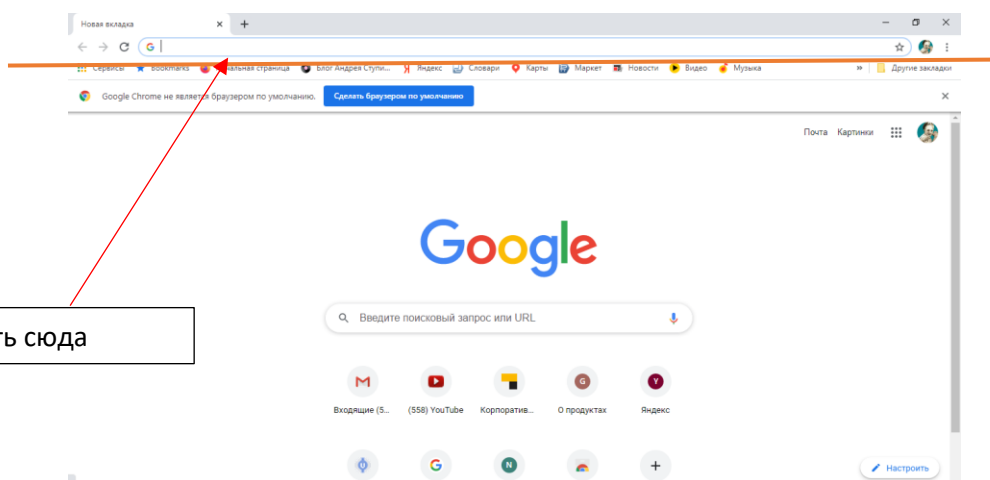 Новая вкладка
G
Сервисы Bookmarks альная страница Блог Андрея Ступи... Яндекс Словари Карты Маркет Новости Видео Музыка » Другие закладки
Google Chrome не является браузером по умолчанию. Сделать браузером по умолчанию
Почта Картинки
Google
Введите поисковый запрос или URL
ть сюда
Входящие (5... (558) YouTube Корпоратив... О продуктах Яндекс
Настроить